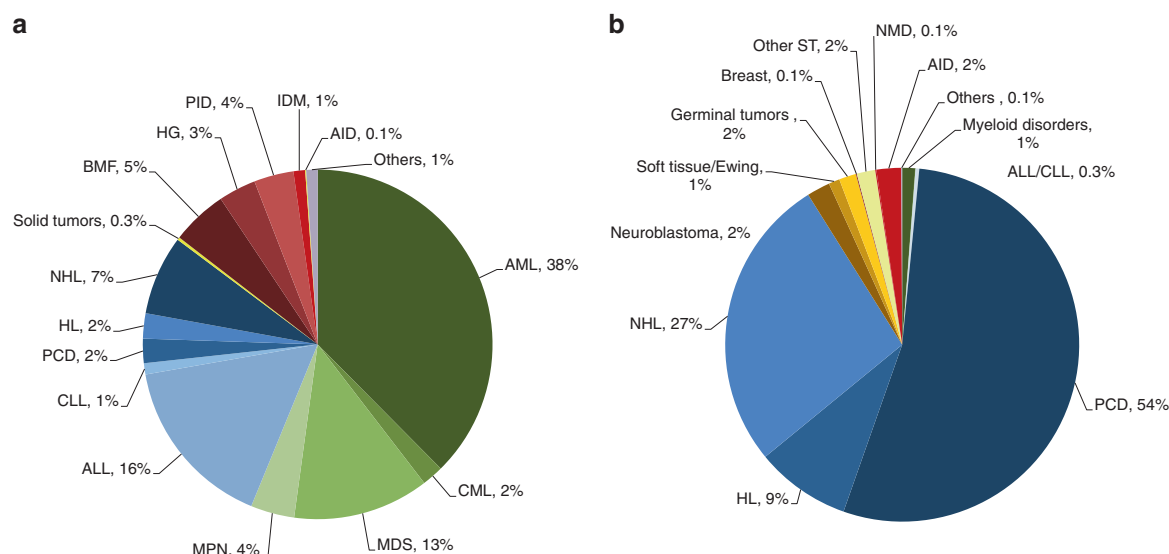 a
PID, 4%
IDM, 1%
HG, 3%
AID, 0.1%
BMF, 5%
Others, 1%
Solid tumors, 0.3%
NHL, 7%
AML, 38%
HL, 2%
PCD, 2%
CLL, 1%
ALL, 16%
CML, 2%
MPN, 4%
MDS, 13%
b
NMD, 0.1%
Other ST, 2%
AID, 2%
Breast, 0.1%
Others , 0.1%
Germinal tumors ,
2%
Myeloid disorders,
1%
Soft tissue/Ewing,
1%
ALL/CLL, 0.3%
Neuroblastoma, 2%
NHL, 27%
PCD, 54%
HL, 9%